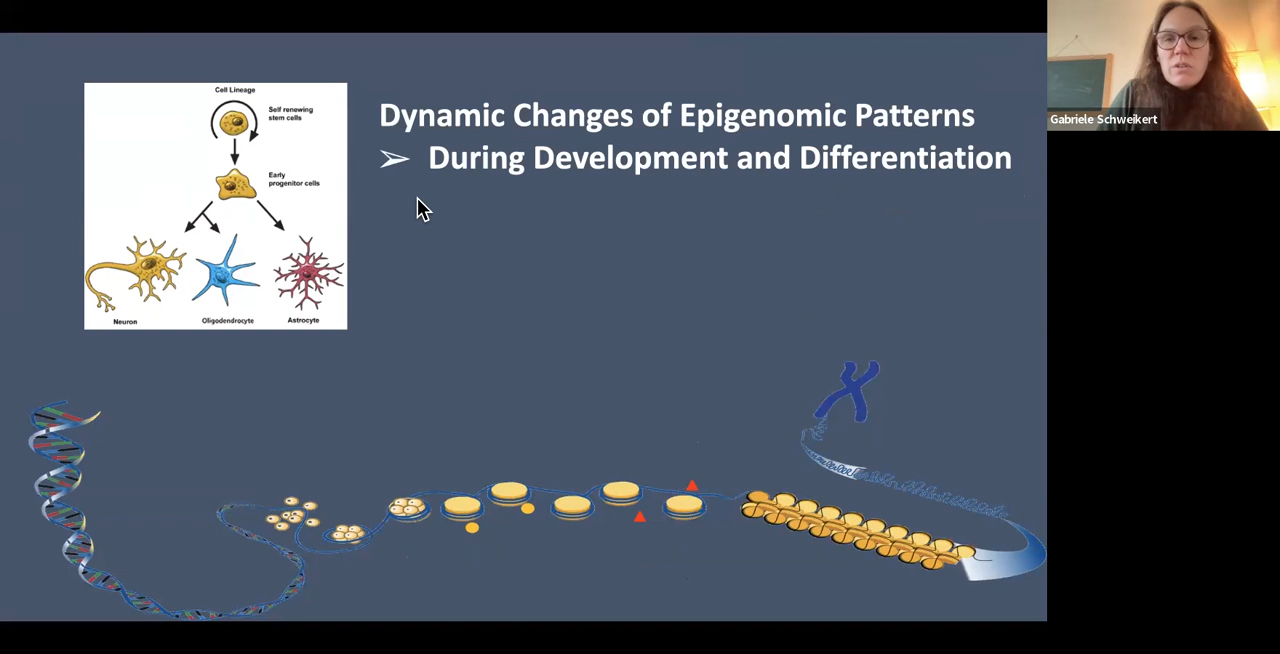 Cell Lineage
Self renewing
stem cells
Early
progenitor cells
Neuron
Oligodendrocyte
Astrocyte
Dynamic Changes of Epigenomic Patterns
➢ During Development and Differentiation
Gabriele Schweikert